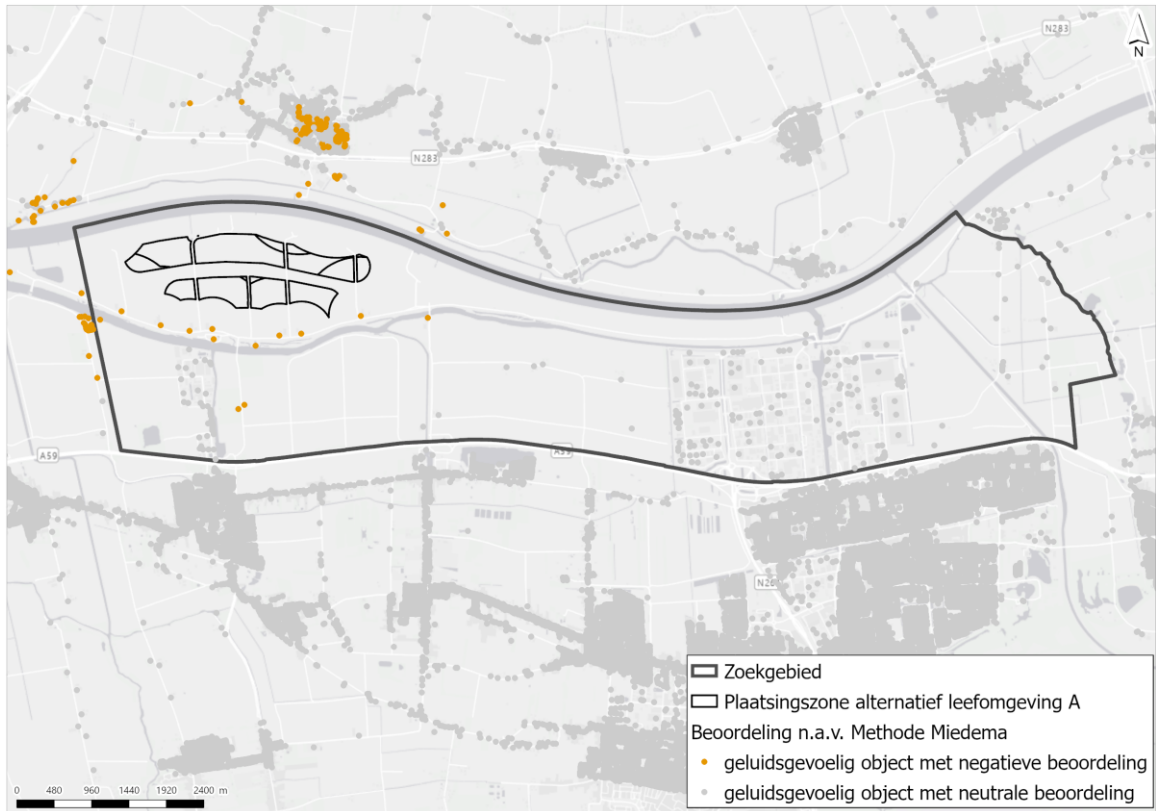 N283
N
N283
A59
A59
N26
Zoekgebied
Plaatsingszone alternatief leefomgeving A
Beoordeling n.a.v. Methode Miedema
geluidsgevoelig object met negatieve beoordeling
geluidsgevoelig object met neutrale beoordeling
0 480 960 1440 1920 2400 m